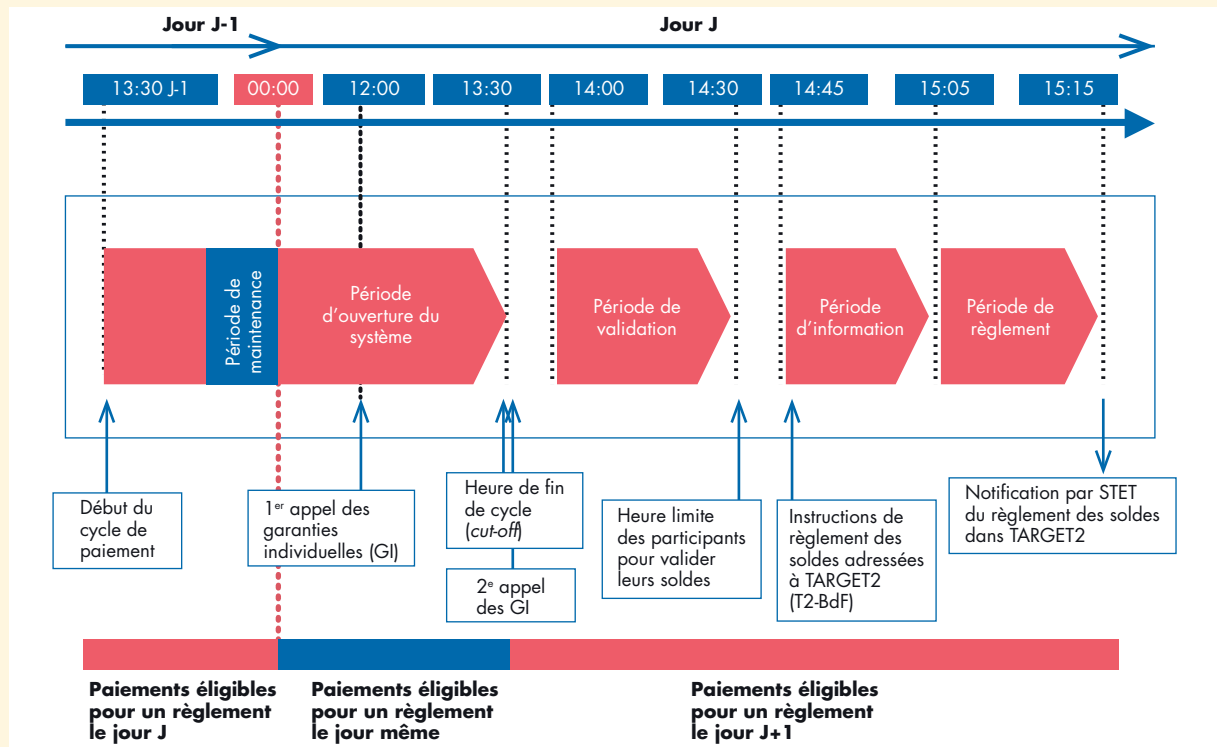 Jour J-1
Jour J
13:30 J-1
00:00
12:00
13:30
14:00
14:30
14:45
15:05
15:15
Période de
maintenance
Période
d’ouverture du
système
Période de
validation
Période
d’information
Période de
règlement
Début du
cycle de
paiement
1er appel des
garanties
individuelles (GI)
Heure de fin
de cycle
(cut-off)
2e appel
des GI
Heure limite
des participants
pour valider
leurs soldes
Instructions de
règlement des
soldes adressées
à TARGET2
(T2-BdF)
Notification par STET
du règlement des soldes
dans TARGET2
Paiements éligibles
pour un règlement
le jour J
Paiements éligibles
pour un règlement
le jour même
Paiements éligibles
pour un règlement
le jour J+1